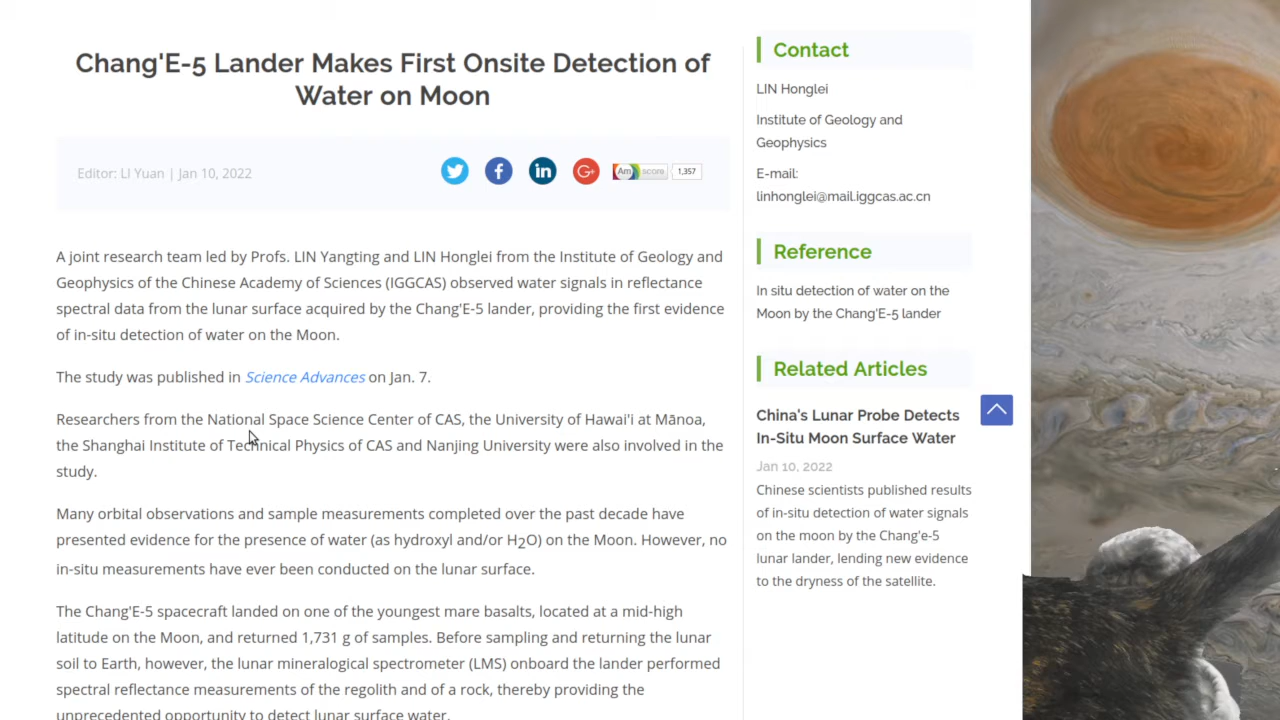 Chang'E-5 Lander Makes First Onsite Detection of
Water on Moon
Editor: LI Yuan | Jan 10, 2022
Am score 1,357
A joint research team led by Profs. LIN Yangting and LIN Honglei from the Institute of Geology and
Geophysics of the Chinese Academy of Sciences (IGGCAS) observed water signals in reflectance
spectral data from the lunar surface acquired by the Chang'E-5 lander, providing the first evidence
of in-situ detection of water on the Moon.
The study was published in Science Advances on Jan. 7.
Researchers from the National Space Science Center of CAS, the University of Hawai'i at Mānoa,
the Shanghai Institute of Technical Physics of CAS and Nanjing University were also involved in the
study.
Many orbital observations and sample measurements completed over the past decade have
presented evidence for the presence of water (as hydroxyl and/or H2O) on the Moon. However, no
in-situ measurements have ever been conducted on the lunar surface.
The Chang'E-5 spacecraft landed on one of the youngest mare basalts, located at a mid-high
latitude on the Moon, and returned 1,731 g of samples. Before sampling and returning the lunar
soil to Earth, however, the lunar mineralogical spectrometer (LMS) onboard the lander performed
spectral reflectance measurements of the regolith and of a rock, thereby providing the
unprecedented opportunity to detect lunar surface water.
Contact
LIN Honglei
Institute of Geology and
Geophysics
E-mail:
linhonglei@mail.iggcas.ac.cn
Reference
In situ detection of water on the
Moon by the Chang'E-5 lander
Related Articles
China's Lunar Probe Detects
In-Situ Moon Surface Water
Jan 10, 2022
Chinese scientists published results
of in-situ detection of water signals
on the moon by the Chang'e-5
lunar lander, lending new evidence
to the dryness of the satellite.